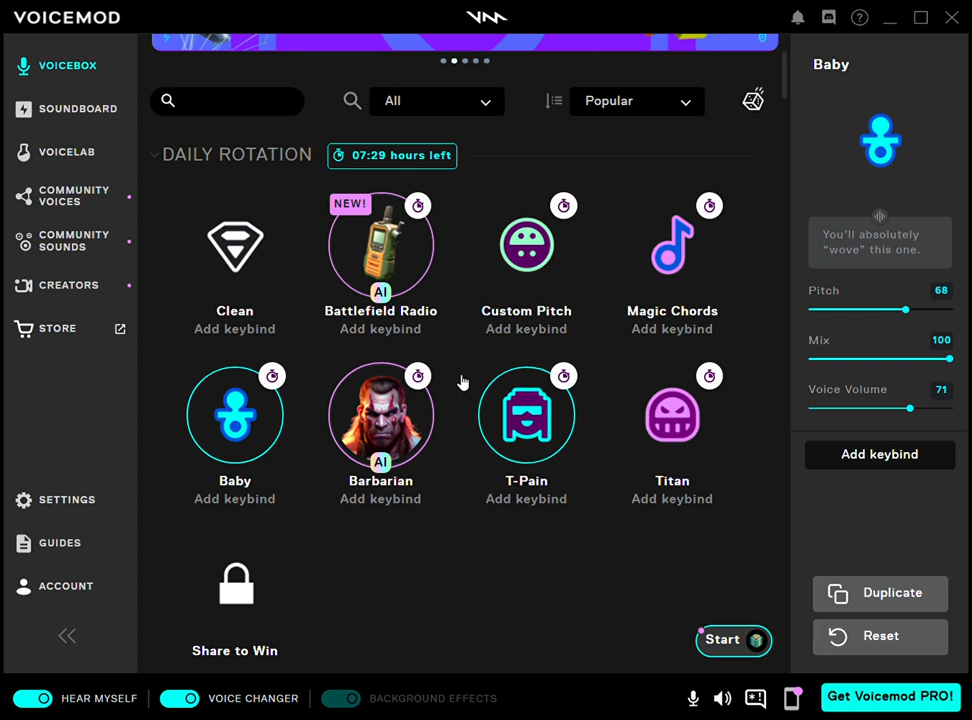 VOICEMOD
VOICEBOX
SOUNDBOARD
VOICELAB
COMMUNITY
VOICES
COMMUNITY
SOUNDS
CREATORS
STORE
SETTINGS
GUIDES
ACCOUNT
All
Popular
DAILY ROTATION
07:29 hours left
Clean
Add keybind
NEW!
AI
Battlefield Radio
Add keybind
Custom Pitch
Add keybind
Magic Chords
Add keybind
Baby
Add keybind
AI
Barbarian
Add keybind
T-Pain
Add keybind
Titan
Add keybind
Share to Win
Start
Baby
You'll absolutely
“wove” this one.
Pitch 68
Mix 100
Voice Volume 71
Add keybind
Duplicate
Reset
HEAR MYSELF
VOICE CHANGER
BACKGROUND EFFECTS
Get Voicemod PRO!